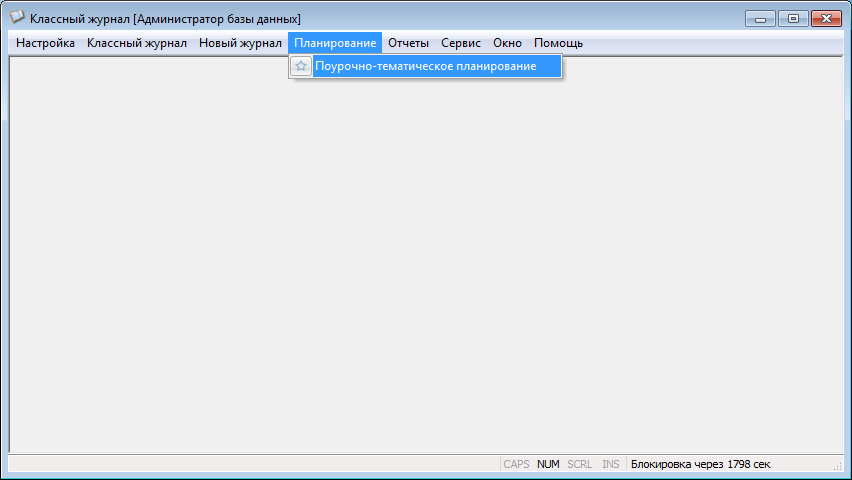 Классный журнал [Администратор базы данных]
Настройка Классный журнал Новый журнал Планирование Отчеты Сервис Окно Помощь
Поурочно-тематическое планирование
CAPS NUM SCRL INS Блокировка через 1798 сек